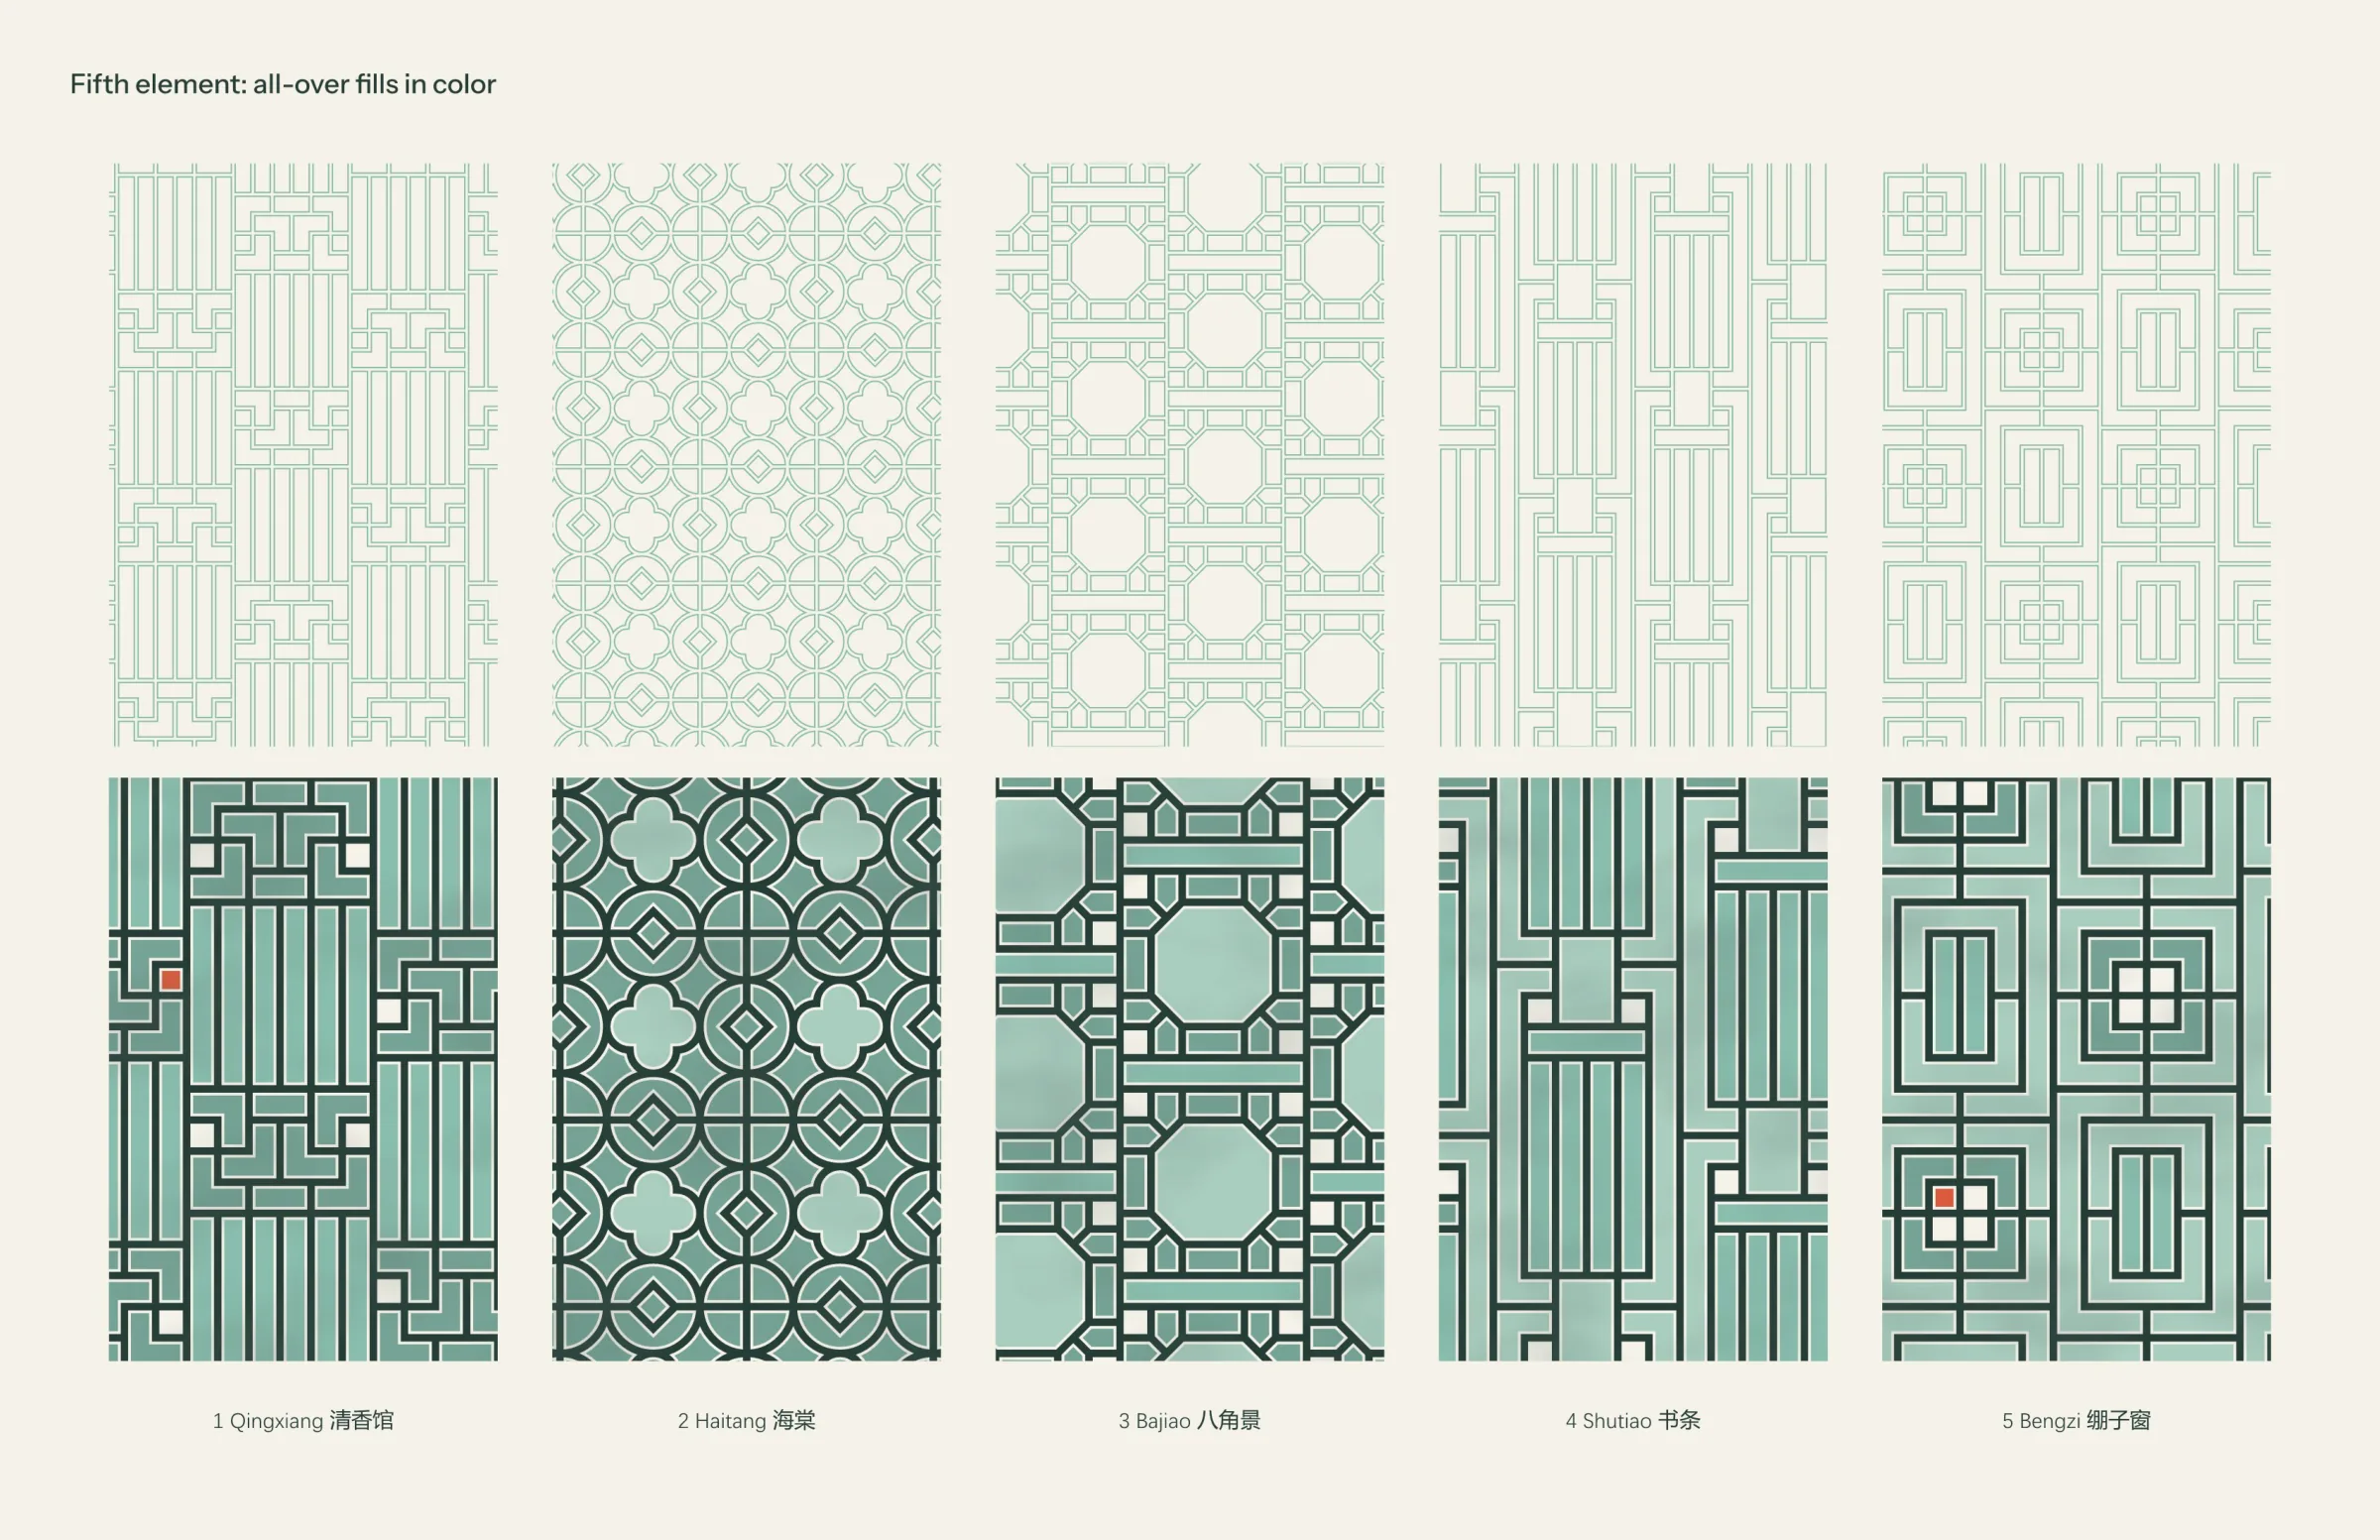 Fifth element: all-over fills in color
1 Qingxiang 清香馆
2 Haitang 海棠
3 Bajiao 八角景
4 Shutiao 书条
5 Bengzi 绷子窗